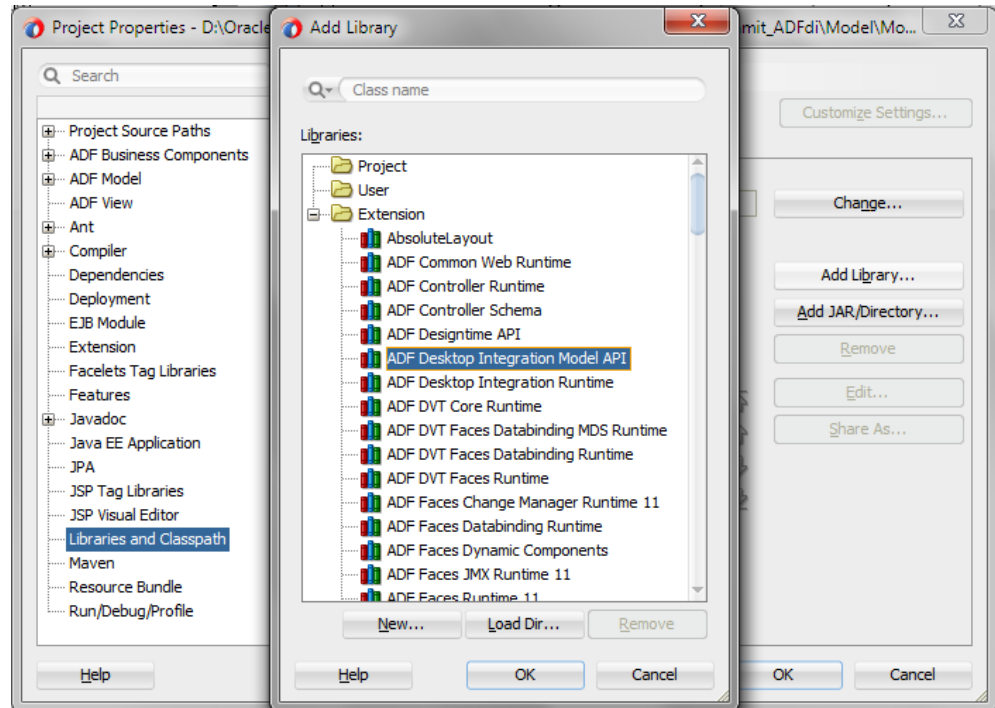 Project Properties - D:\Oracle
Search
Project Source Paths
ADF Business Components
ADF Model
ADF View
Ant
Compiler
Dependencies
Deployment
EJB Module
Extension
Facelets Tag Libraries
Features
Javadoc
Java EE Application
JPA
JSP Tag Libraries
JSP Visual Editor
Libraries and Classpath
Maven
Resource Bundle
Run/Debug/Profile
Help
Add Library
Class name
Libraries:
Project
User
Extension
AbsoluteLayout
ADF Common Web Runtime
ADF Controller Runtime
ADF Controller Schema
ADF Designtime API
ADF Desktop Integration Model API
ADF Desktop Integration Runtime
ADF DVT Core Runtime
ADF DVT Faces Databinding MDS Runtime
ADF DVT Faces Databinding Runtime
ADF DVT Faces Runtime
ADF Faces Change Manager Runtime 11
ADF Faces Databinding Runtime
ADF Faces Dynamic Components
ADF Faces JMX Runtime 11
ADF Faces Runtime 11
New... Load Dir... Remove
Help OK Cancel
mit_ADFdi\Model\Mo...
Customize Settings...
Change...
Add Library...
Add JAR/Directory...
Remove
Edit...
Share As...
OK Cancel